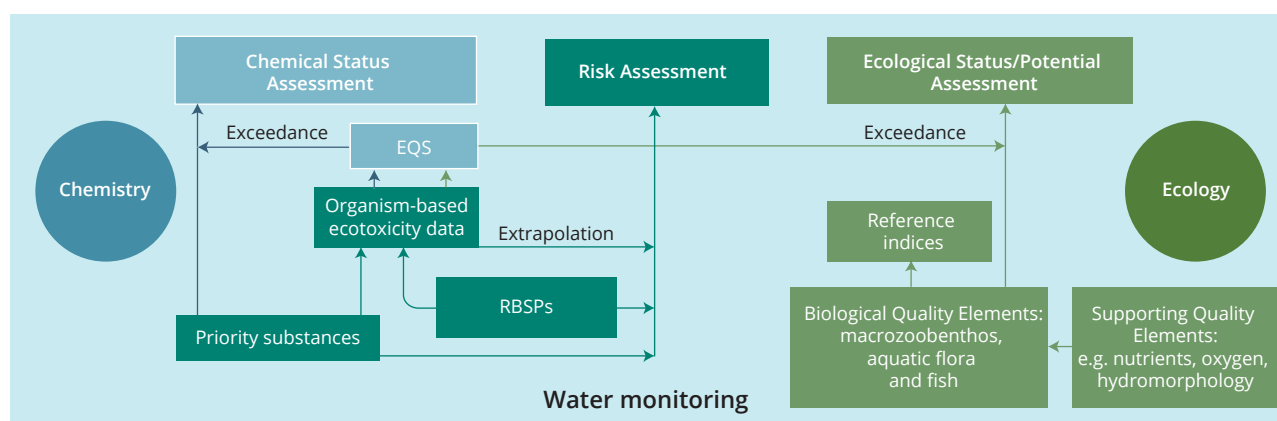 Chemical Status
Assessment
Risk Assessment
Ecological Status/Potential
Assessment
Exceedance
EQS
Exceedance
Chemistry
Ecology
Organism-based
ecotoxicity data
Extrapolation
Reference
indices
RBSPs
Priority substances
Biological Quality Elements:
macrozoobenthos,
aquatic flora
and fish
Supporting Quality
Elements:
e.g. nutrients, oxygen,
hydromorphology
Water monitoring